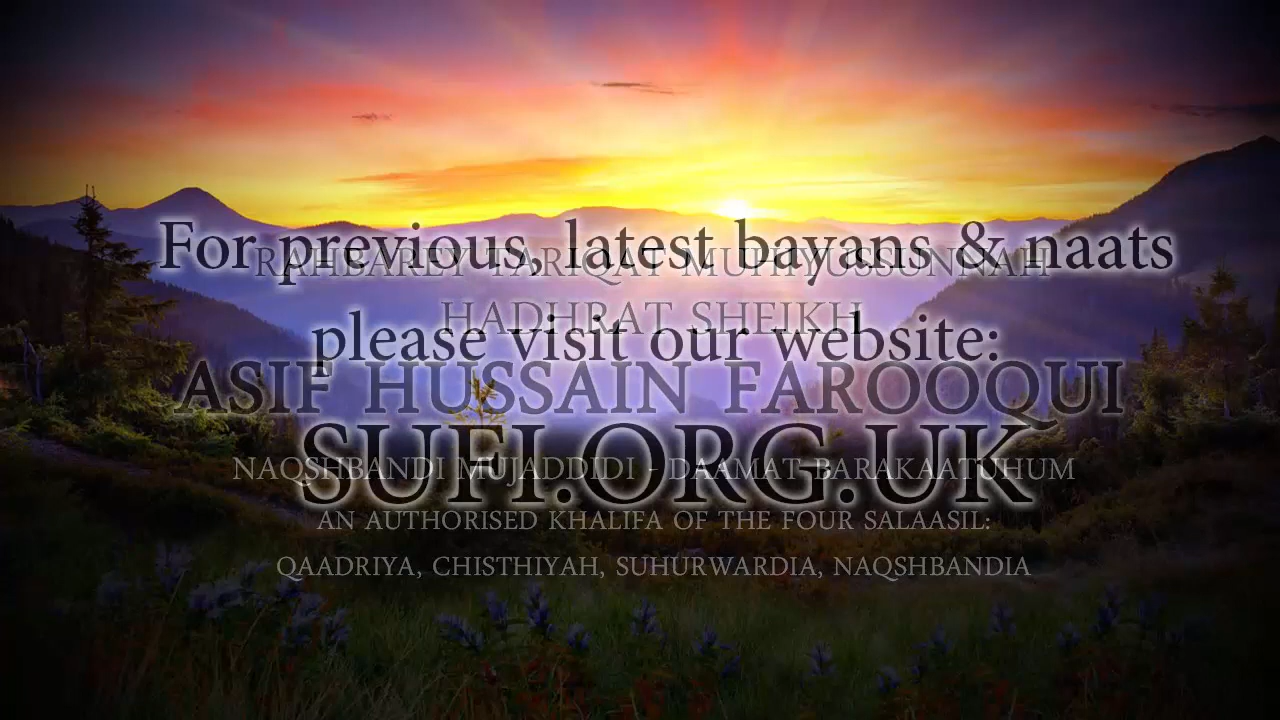 For previous, latest bayans & naats
RAHBAREY TARIQAT MUHIYUSSUNNAH
HADHRAT SHEIKH
please visit our website:
ASIF HUSSAIN FAROOQUI
SUFI.ORG.UK
NAQSHBANDI MUJADDIDI - DAAMAT BARAKAATUHUM
AN AUTHORISED KHALIFA OF THE FOUR SALAASIL:
QAADRIYA, CHISTHIYAH, SUHURWARDIA, NAQSHBANDIA